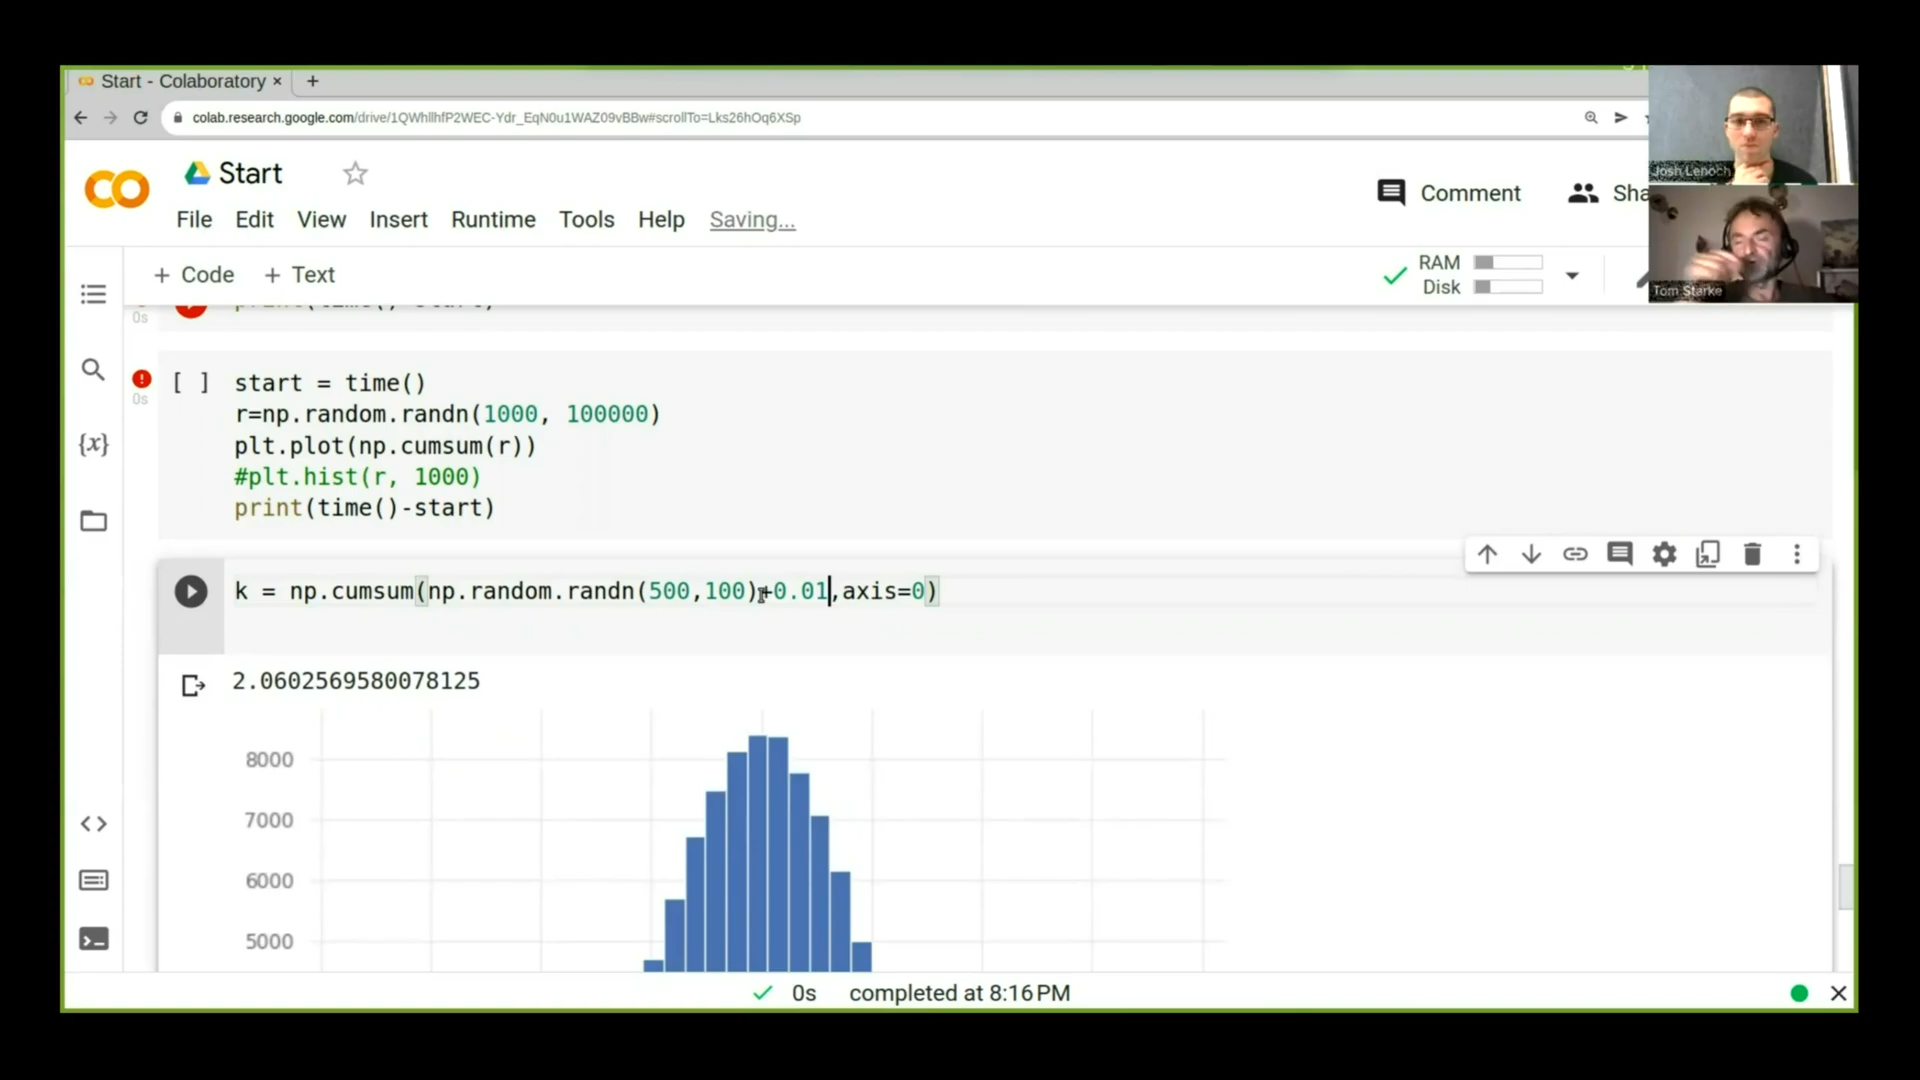 Start - Colaboratory × +
colab.research.google.com/drive/1QWhllhfP2WEC-Ydr_EqN0u1WAZ09vBBw#scrollTo=Lks26hOq6XSp
Start
Comment
Sha
Josh Lenoch
File Edit View Insert Runtime Tools Help Saving...
+ Code + Text
RAM
Disk
Tom Starke
0s
[ ] start = time()
0s
r=np.random.randn(1000, 100000)
plt.plot(np.cumsum(r))
#plt.hist(r, 1000)
print(time()-start)
{x}
k = np.cumsum(np.random.randn(500,100)+0.01,axis=0)
2.0602569580078125
8000
7000
6000
5000
0s completed at 8:16 PM